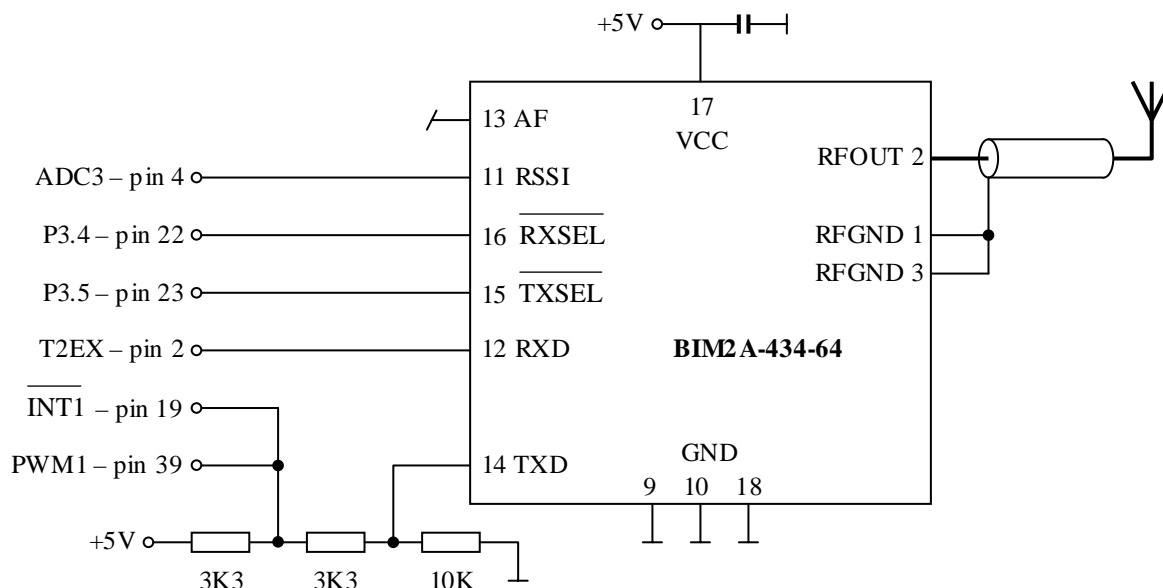 +5V
17
VCC
13 AF
ADC3 – pin 4
11 RSSI
P3.4 – pin 22
16 RXSEL
P3.5 – pin 23
15 TXSEL
T2EX – pin 2
12 RXD
INT1 – pin 19
PWM1 – pin 39
14 TXD
RFOUT 2
RFGND 1
RFGND 3
BIM2A-434-64
GND
9 10 18
+5V
3K3 3K3 10K